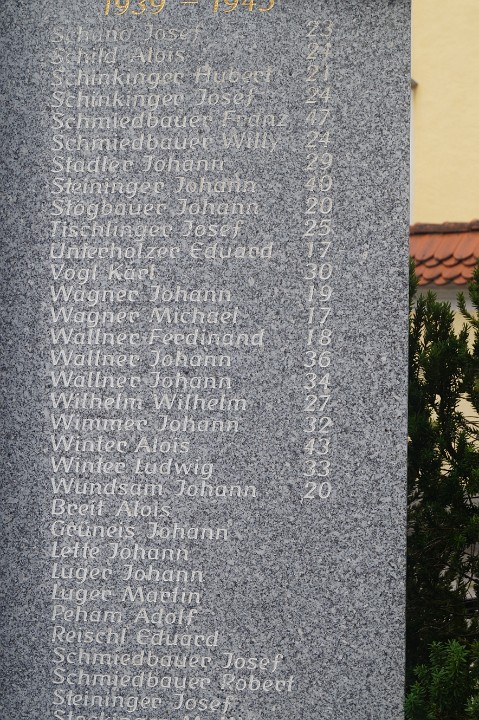 1939 – 1945
Schano Josef 23
Schild Alois 21
Schinkinger Hubert 21
Schinkinger Josef 24
Schmiedbauer Franz 47
Schmiedbauer Willy 24
Stadler Johann 29
Steininger Johann 40
Stogbauer Johann 20
Tischlinger Josef 25
Unterholzer Eduard 17
Vogl Karl 30
Wagner Johann 19
Wagner Michael 17
Wallner Ferdinand 18
Wallner Johann 36
Wallner Johann 34
Wilhelm Wilhelm 27
Wimmer Johann 32
Winter Alois 43
Winter Ludwig 33
Wundsam Johann 20
Breit Alois
Grüneis Johann
Lette Johann
Luger Johann
Luger Martin
Peham Adolf
Reischl Eduard
Schmiedbauer Josef
Schmiedbauer Robert
Steininger Josef